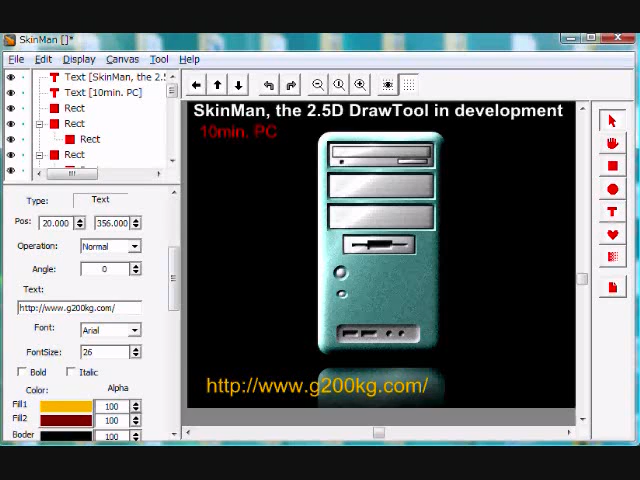 SkinMan []*
File Edit Display Canvas Tool Help
Text [SkinMan, the 2.5
Text [10min. PC]
Rect
Rect
Rect
Rect
Type: Text
Pos: 20.000 356.000
Operation: Normal
Angle: 0
Text:
http://www.g200kg.com/
Font: Arial
FontSize: 26
Bold Italic
Color: Alpha
Fill1 100
Fill2 100
Boder 100
SkinMan, the 2.5D DrawTool in development
10min, PC
http://www.g200kg.com/